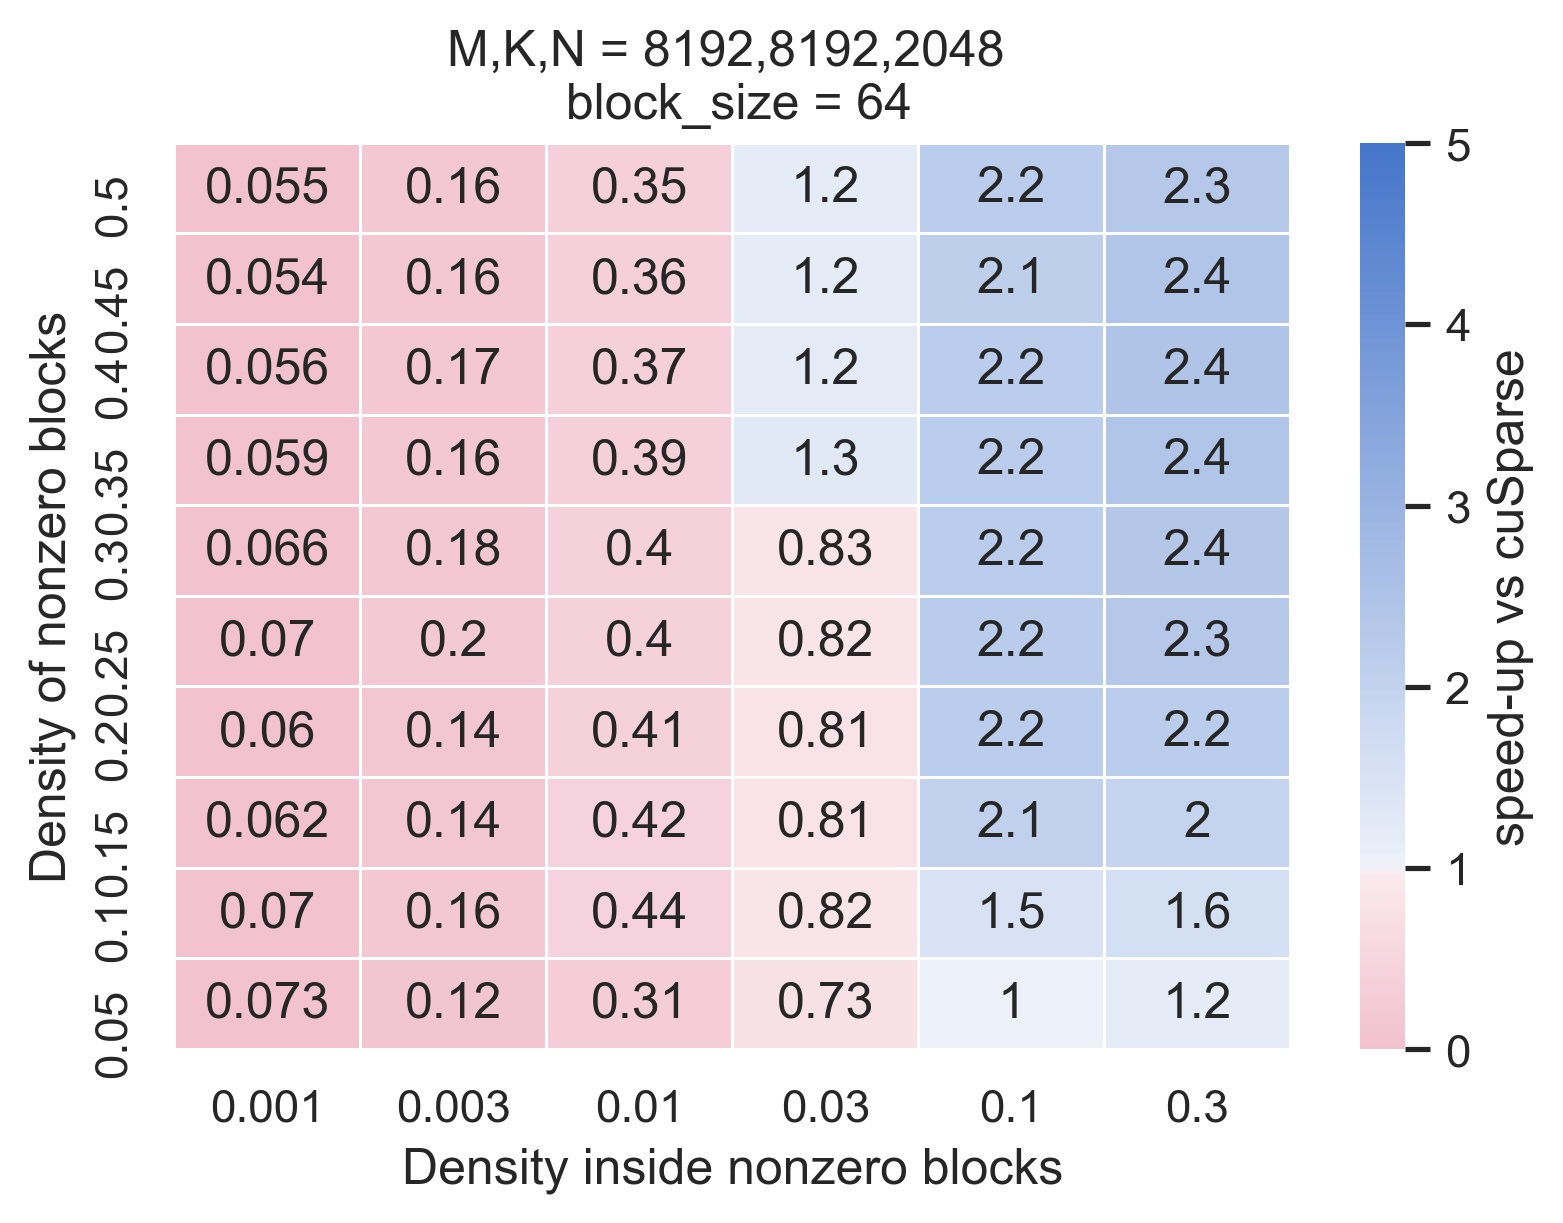 M,K,N = 8192,8192,2048
block_size = 64
Density of nonzero blocks
0.5 0.055 0.16 0.35 1.2 2.2 2.3
0.45 0.054 0.16 0.36 1.2 2.1 2.4
0.4 0.056 0.17 0.37 1.2 2.2 2.4
0.35 0.059 0.16 0.39 1.3 2.2 2.4
0.3 0.066 0.18 0.4 0.83 2.2 2.4
0.25 0.07 0.2 0.4 0.82 2.2 2.3
0.2 0.06 0.14 0.41 0.81 2.2 2.2
0.15 0.062 0.14 0.42 0.81 2.1 2
0.1 0.07 0.16 0.44 0.82 1.5 1.6
0.05 0.073 0.12 0.31 0.73 1 1.2
0.001 0.003 0.01 0.03 0.1 0.3
Density inside nonzero blocks
5
4
3
2
1
0
speed-up vs cuSparse